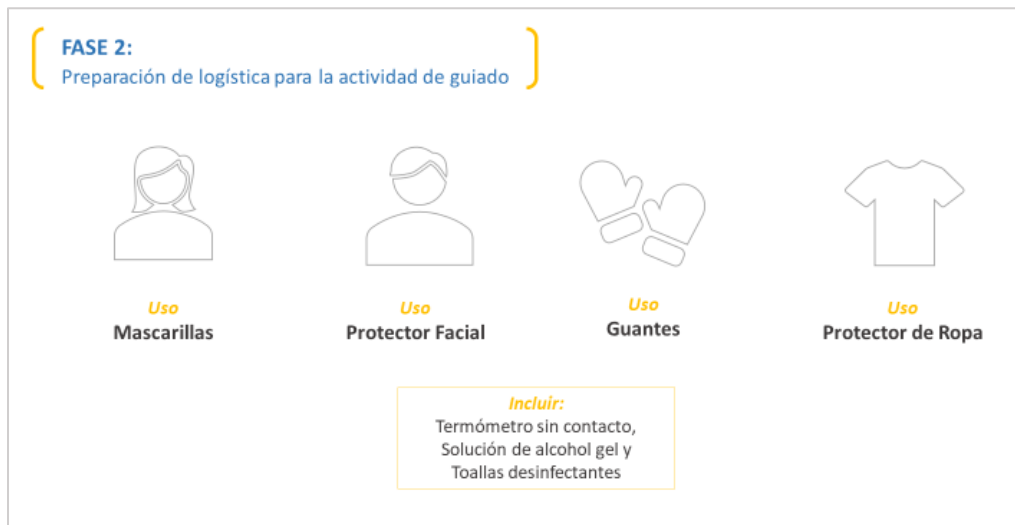 FASE 2:
Preparación de logística para la actividad de guiado
Uso
Mascarillas
Uso
Protector Facial
Uso
Guantes
Uso
Protector de Ropa
Incluir:
Termómetro sin contacto,
Solución de alcohol gel y
Toallas desinfectantes